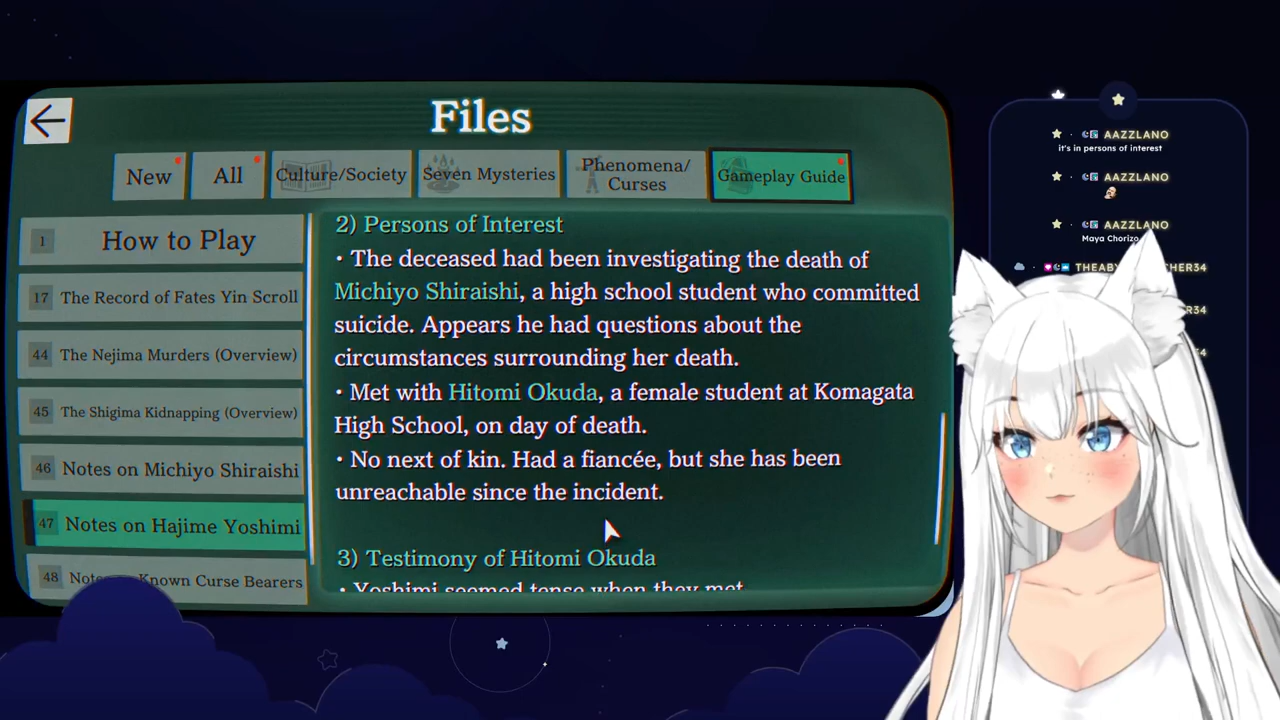 Files
New
All
Culture/Society
Seven Mysteries
Phenomena/
Curses
Gameplay Guide
1 How to Play
17 The Record of Fates Yin Scroll
44 The Nejima Murders (Overview)
45 The Shigima Kidnapping (Overview)
46 Notes on Michiyo Shiraishi
47 Notes on Hajime Yoshimi
48 Known Curse Bearers
2) Persons of Interest
• The deceased had been investigating the death of
Michiyo Shiraishi, a high school student who committed
suicide. Appears he had questions about the
circumstances surrounding her death.
• Met with Hitomi Okuda, a female student at Komagata
High School, on day of death.
• No next of kin. Had a fiancée, but she has been
unreachable since the incident.
3) Testimony of Hitomi Okuda
• Yoshimi seemed tense when they met
AAZZLANO
it's in persons of interest
AAZZLANO
AAZZLANO
Maya Chorizo